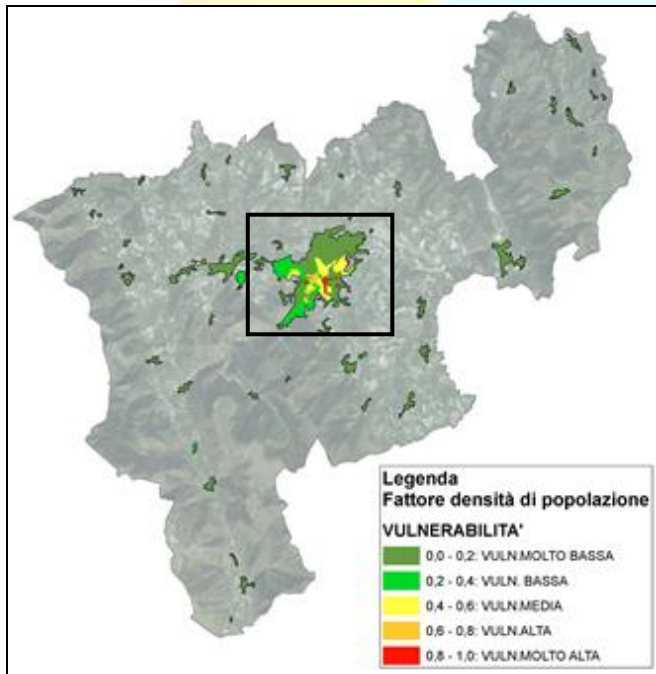 Legenda
Fattore densità di popolazione
VULNERABILITA'
0,0 - 0,2: VULN.MOLTO BASSA
0,2 - 0,4: VULN. BASSA
0,4 - 0,6: VULN.MEDIA
0,6 - 0,8: VULN.ALTA
0,8 - 1,0: VULN.MOLTO ALTA